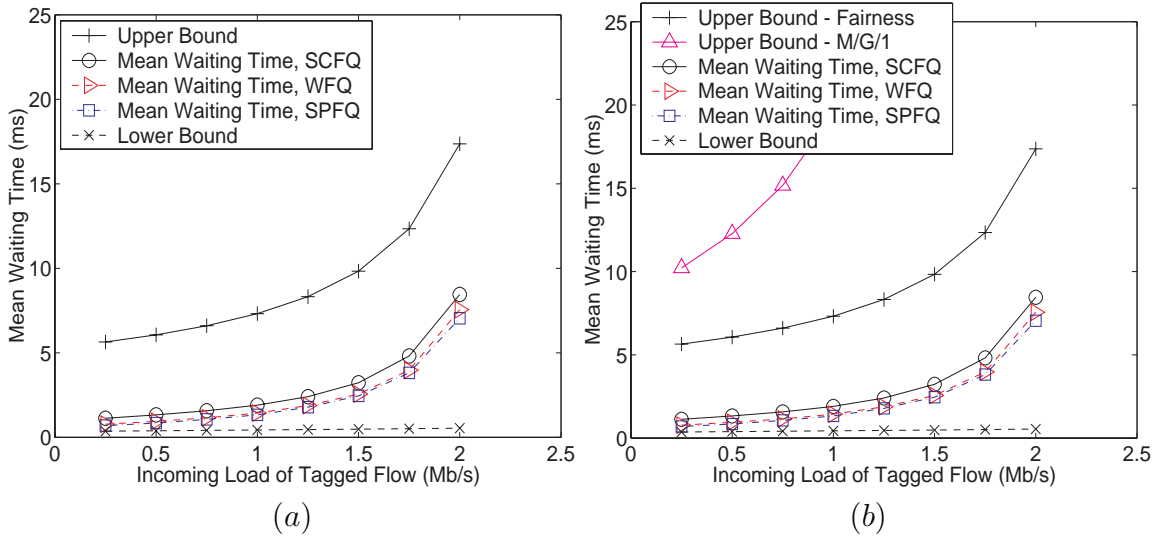 25
20
15
10
5
0
Mean Waiting Time (ms)
Upper Bound
Mean Waiting Time, SCFQ
Mean Waiting Time, WFQ
Mean Waiting Time, SPFQ
Lower Bound
0 0.5 1 1.5 2 2.5
Incoming Load of Tagged Flow (Mb/s)
(a)
25
20
15
10
5
0
Mean Waiting Time (ms)
Upper Bound - Fairness
Upper Bound - M/G/1
Mean Waiting Time, SCFQ
Mean Waiting Time, WFQ
Mean Waiting Time, SPFQ
Lower Bound
0 0.5 1 1.5 2 2.5
Incoming Load of Tagged Flow (Mb/s)
(b)